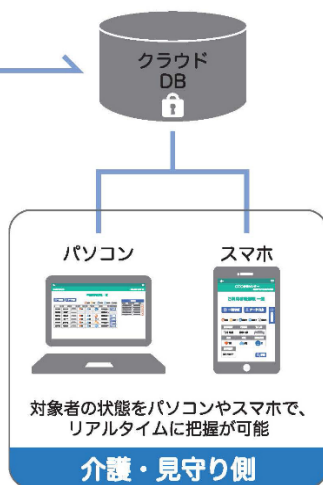 クラウド
DB
パソコン
スマホ
対象者の状態をパソコンやスマホで、
リアルタイムに把握が可能
介護・見守り側